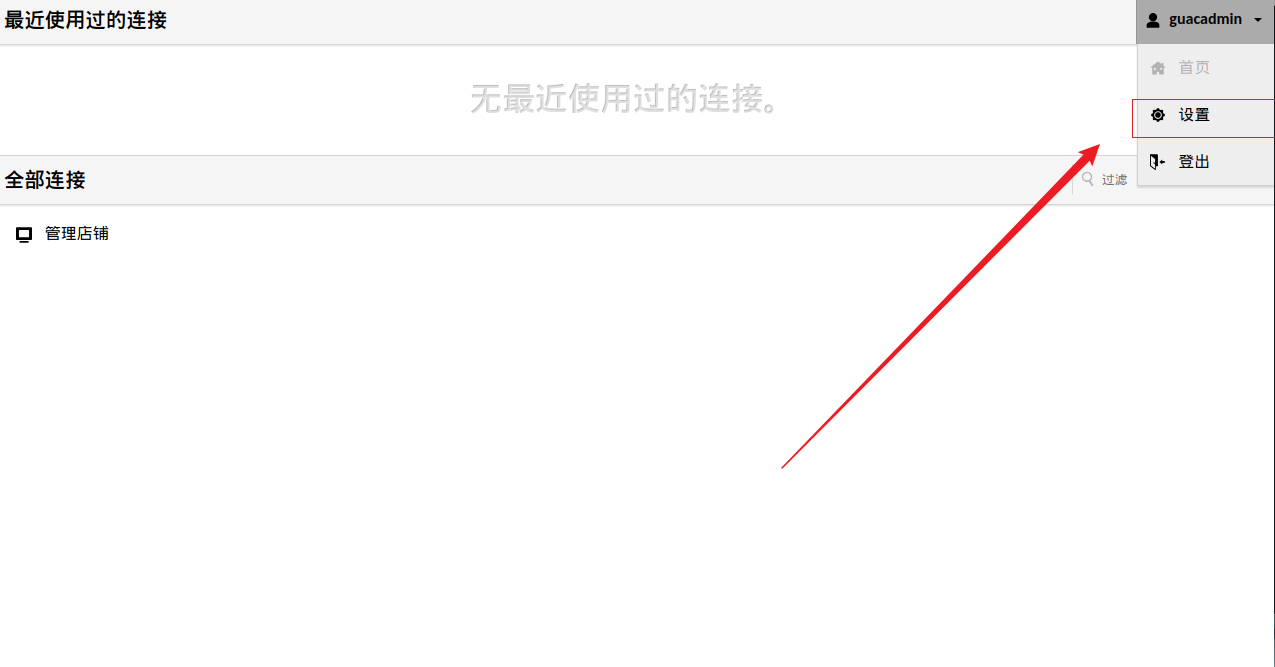 最近使用过的连接
guacadmin
首页
无最近使用过的连接。
设置
登出
全部连接
过滤
管理店铺